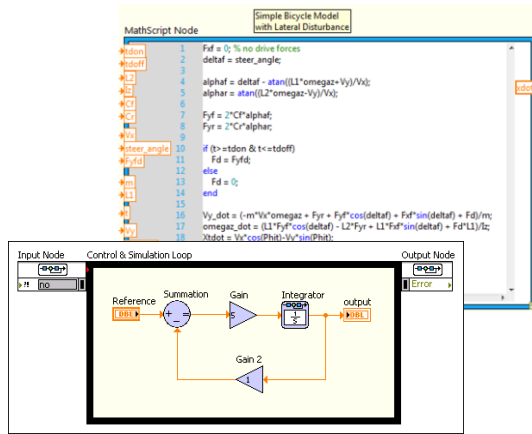 Simple Bicycle Model
with Lateral Disturbance
MathScript Node
tdon
tdoff
L2
Iz
Cf
Cr
Vx
steer_angle
Fyfd
m
L1
t
Vy
xdot
1 Fxf = 0; % no drive forces
2 deltaf = steer_angle;
3
4 alphaf = deltaf - atan((L1*omegaz+Vy)/Vx);
5 alphar = atan((L2*omegaz-Vy)/Vx);
6
7 Fyf = 2*Cf*alphaf;
8 Fyr = 2*Cr*alphar;
9
10 if (t>=tdon & t<=tdoff)
11 Fd = Fyfd;
12 else
13 Fd = 0;
14 end
15
16 Vy_dot = (-m*Vx*omegaz + Fyr + Fyf*cos(deltaf) + Fxf*sin(deltaf) + Fd)/m;
17 omegaz_dot = (L1*Fyf*cos(deltaf) - L2*Fyr + L1*Fxf*sin(deltaf) + Fd*L1)/Iz;
18 Xtdot = Vx*cos(Phit)-Vy*sin(Phit);
Input Node
Control & Simulation Loop
Output Node
!! no
Error
Reference
Summation
Gain
Integrator
output
DBL
+ − =
5
1/s
DBL
Gain 2
1